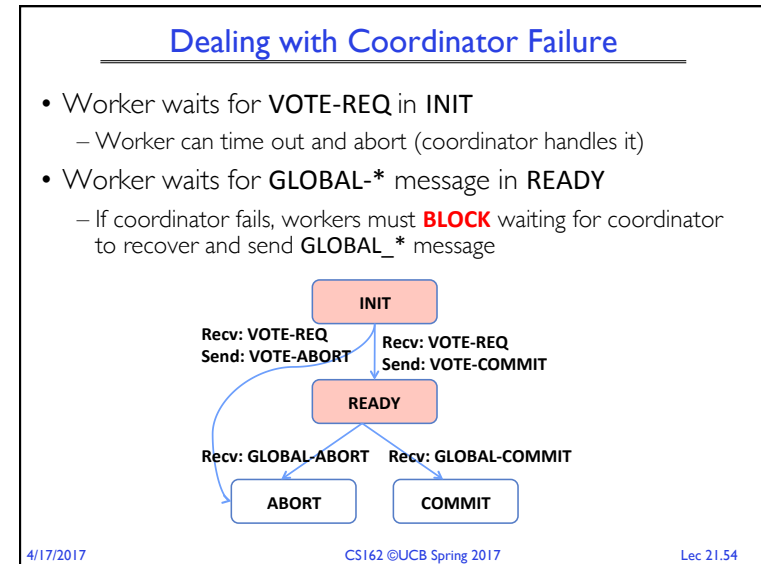 Dealing with Coordinator Failure
• Worker waits for VOTE-REQ in INIT
– Worker can time out and abort (coordinator handles it)
• Worker waits for GLOBAL-* message in READY
– If coordinator fails, workers must BLOCK waiting for coordinator
to recover and send GLOBAL_* message
INIT
Recv: VOTE-REQ
Send: VOTE-ABORT
Recv: VOTE-REQ
Send: VOTE-COMMIT
READY
Recv: GLOBAL-ABORT
Recv: GLOBAL-COMMIT
ABORT
COMMIT
4/17/2017
CS162 ©UCB Spring 2017
Lec 21.54